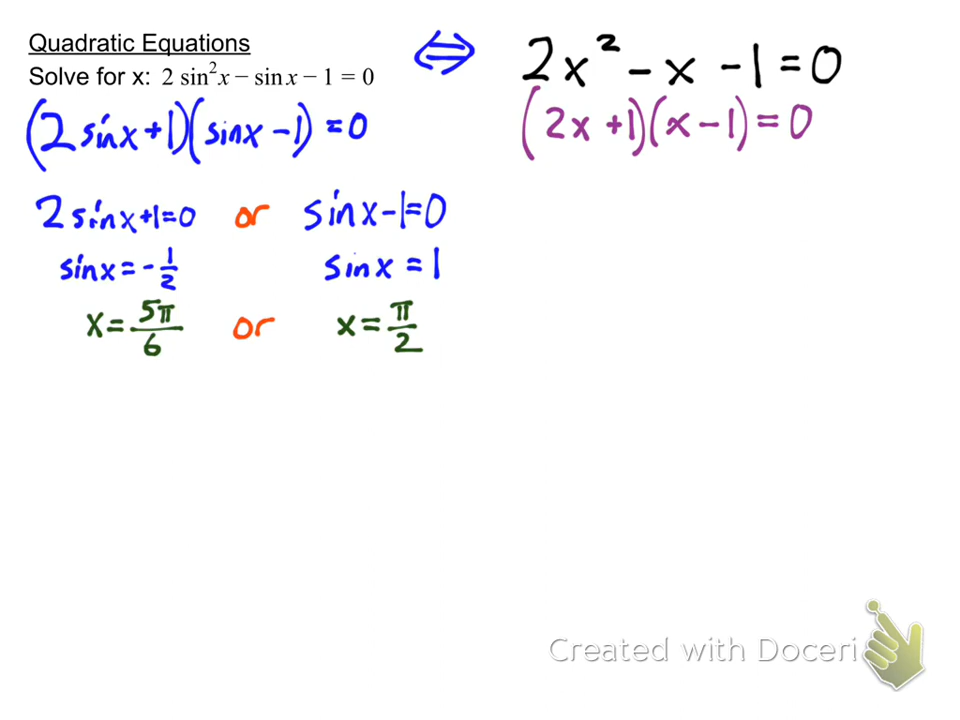 Quadratic Equations
Solve for x: 2 sin²x − sin x − 1 = 0
⇔ 2x² - x - 1 = 0
(2 sinx + 1)(sinx - 1) = 0
(2x + 1)(x - 1) = 0
2 sinx + 1 = 0 or sinx - 1 = 0
sinx = - 1/2 sinx = 1
x = 5π/6 or x = π/2
Created with Doceri